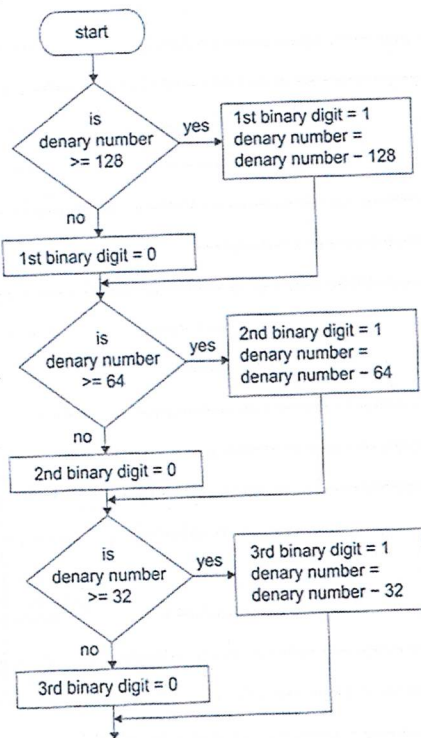 start
is
denary number
>= 128
yes
1st binary digit = 1
denary number =
denary number − 128
no
1st binary digit = 0
is
denary number
>= 64
yes
2nd binary digit = 1
denary number =
denary number − 64
no
2nd binary digit = 0
is
denary number
>= 32
yes
3rd binary digit = 1
denary number =
denary number − 32
no
3rd binary digit = 0